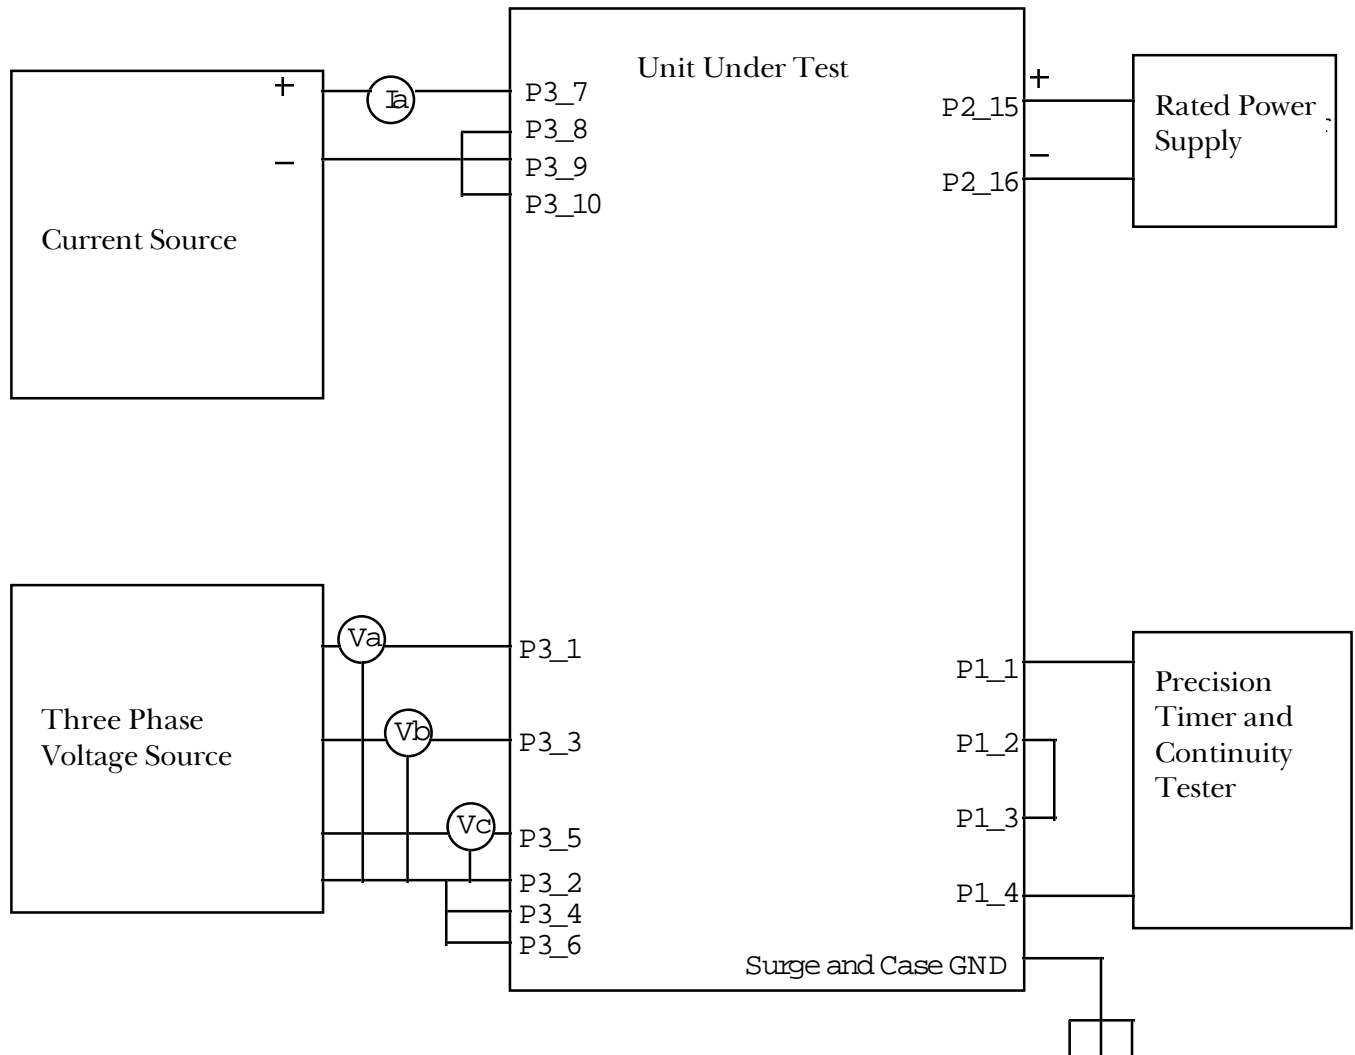 Unit Under Test
+
Ia
P3_7
P3_8
−
P3_9
P3_10
Current Source
+
P2_15
−
P2_16
Rated Power
Supply
Va
P3_1
Three Phase
Voltage Source
Vb
P3_3
Vc
P3_5
P3_2
P3_4
P3_6
P1_1
P1_2
P1_3
P1_4
Precision
Timer and
Continuity
Tester
Surge and Case GND